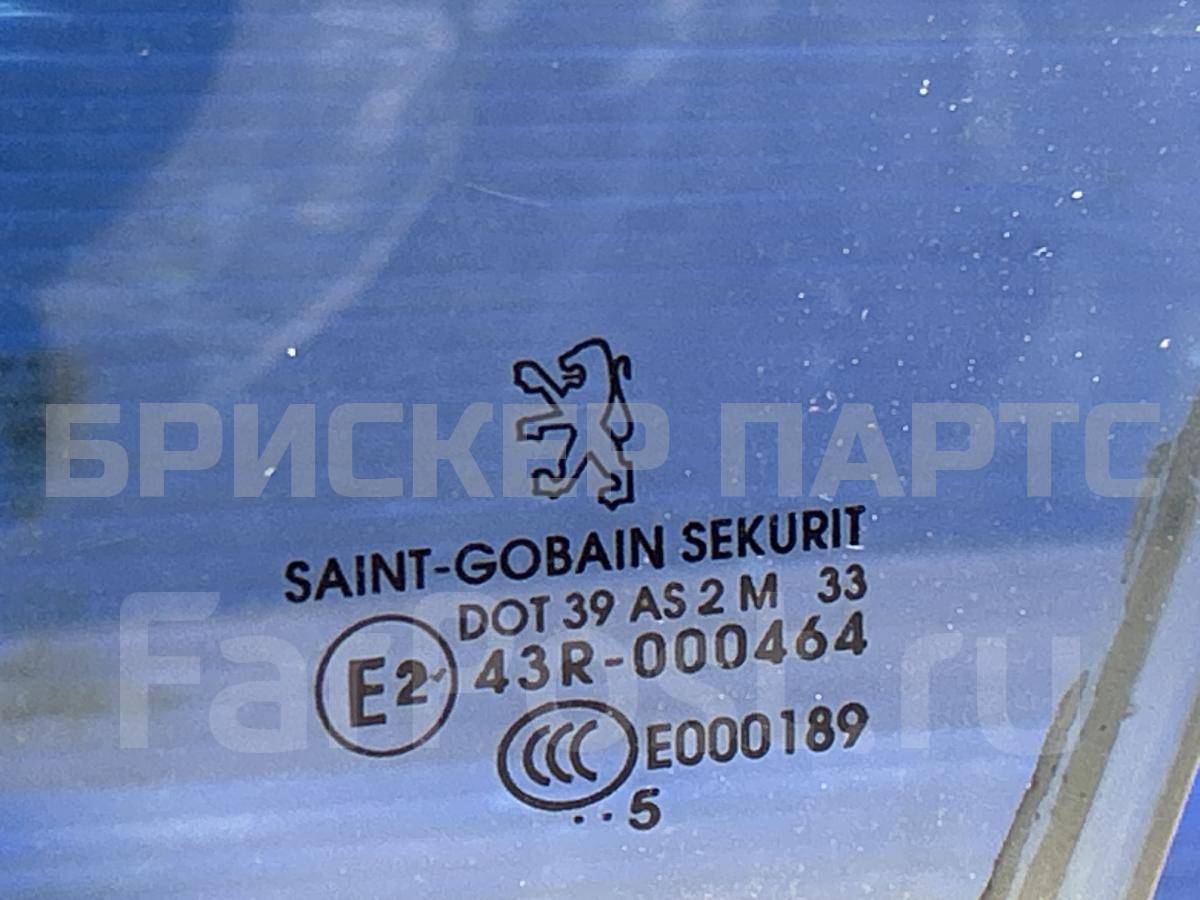 БРИСКЕР ПАРТС
SAINT-GOBAIN SEKURIT
DOT 39 AS 2 M 33
E2 43R-000464
CCC E000189
..5
FarPost.ru